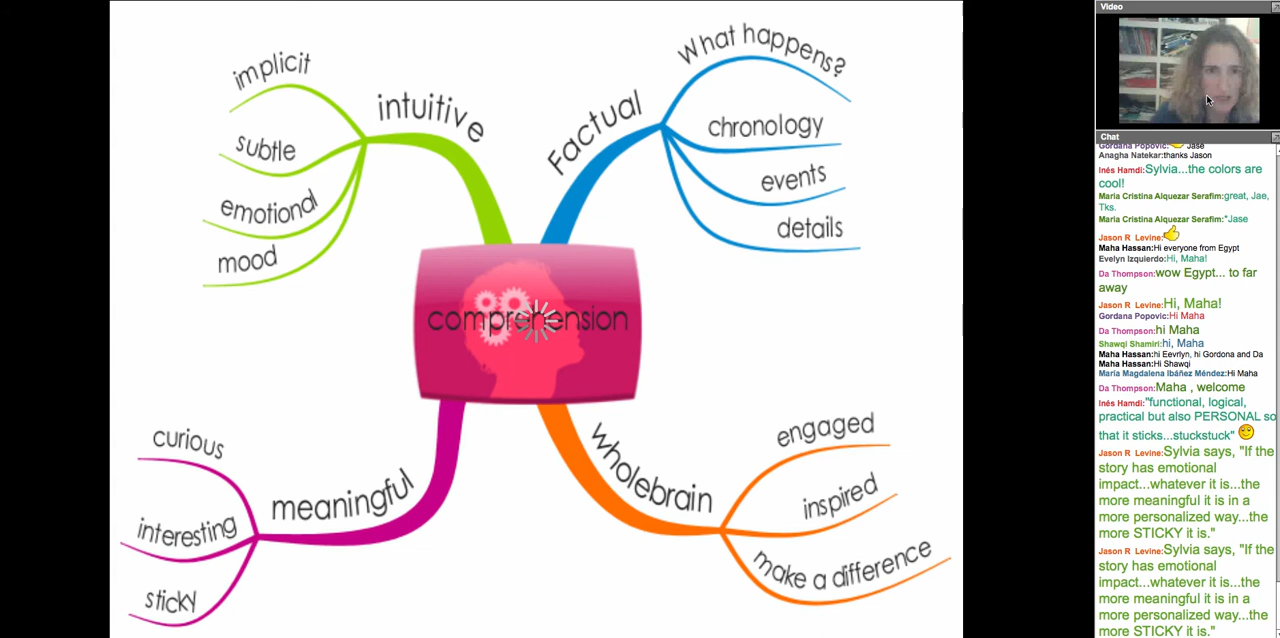 implicit
intuitive
subtle
emotional
mood
Factual
What happens?
chronology
events
details
comprehension
curious
meaningful
interesting
sticky
wholebrain
engaged
inspired
make a difference
Video
Chat
Gordana Popovic: Jase
Anagha Natekar:thanks Jason
Inés Hamdi:Sylvia...the colors are
cool!
Maria Cristina Alquezar Serafim:great, Jae,
Tks.
Maria Cristina Alquezar Serafim:"Jase
Jason R Levine:
Maha Hassan:Hi everyone from Egypt
Evelyn Izquierdo:Hi, Maha!
Da Thompson:wow Egypt... to far
away
Jason R Levine:Hi, Maha!
Gordana Popovic:Hi Maha
Da Thompson:hi Maha
Shawqi Shamiri:hi, Maha
Maha Hassan:hi Eevrlyn, hi Gordona and Da
Maha Hassan:Hi Shawqi
María Magdalena Ibáñez Méndez:Hi Maha
Da Thompson:Maha , welcome
Inés Hamdi:"functional, logical,
practical but also PERSONAL so
that it sticks...stuckstuck"
Jason R Levine:Sylvia says, "If the
story has emotional
impact...whatever it is...the
more meaningful it is in a
more personalized way...the
more STICKY it is."
Jason R Levine:Sylvia says, "If the
story has emotional
impact...whatever it is...the
more meaningful it is in a
more personalized way...the
more STICKY it is."